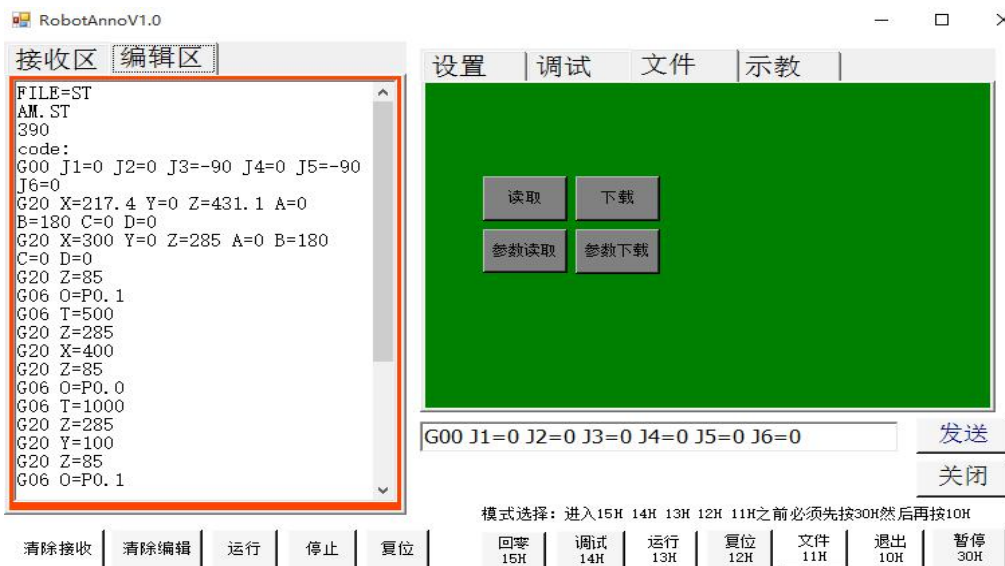 RobotAnnoV1.0
接收区 编辑区
FILE=ST
AM.ST
390
code:
G00 J1=0 J2=0 J3=-90 J4=0 J5=-90
J6=0
G20 X=217.4 Y=0 Z=431.1 A=0
B=180 C=0 D=0
G20 X=300 Y=0 Z=285 A=0 B=180
C=0 D=0
G20 Z=85
G06 O=P0.1
G06 T=500
G20 Z=285
G20 X=400
G20 Z=85
G06 O=P0.0
G06 T=1000
G20 Z=285
G20 Y=100
G20 Z=85
G06 O=P0.1
设置 调试 文件 示教
读取 下载
参数读取 参数下载
G00 J1=0 J2=0 J3=0 J4=0 J5=0 J6=0
发送
关闭
模式选择：进入15H 14H 13H 12H 11H之前必须先按30H然后再按10H
清除接收 清除编辑 运行 停止 复位
回零 调试 运行 复位 文件 退出 暂停
15H 14H 13H 12H 11H 10H 30H